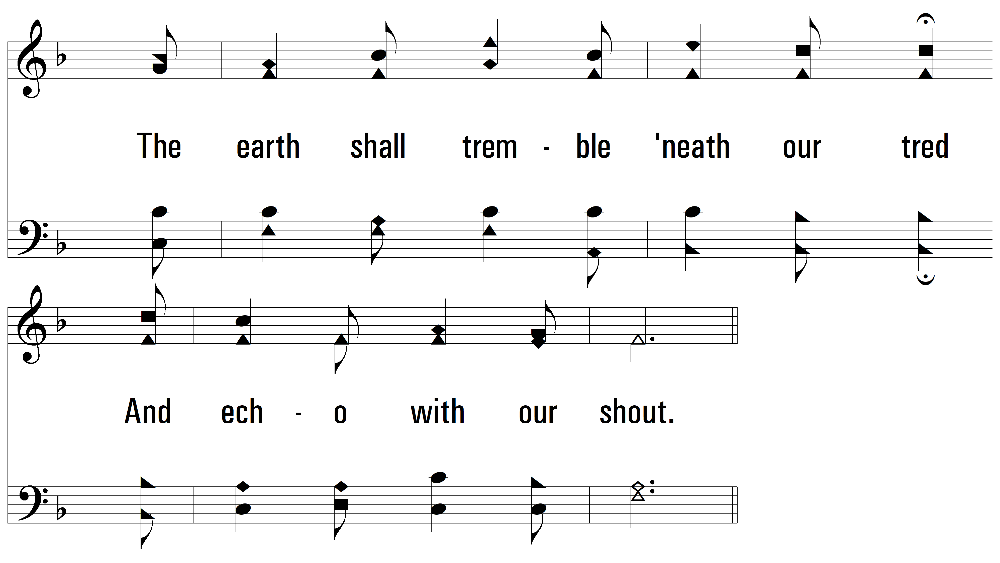 The earth shall trem - ble 'neath our tred
And ech - o with our shout.